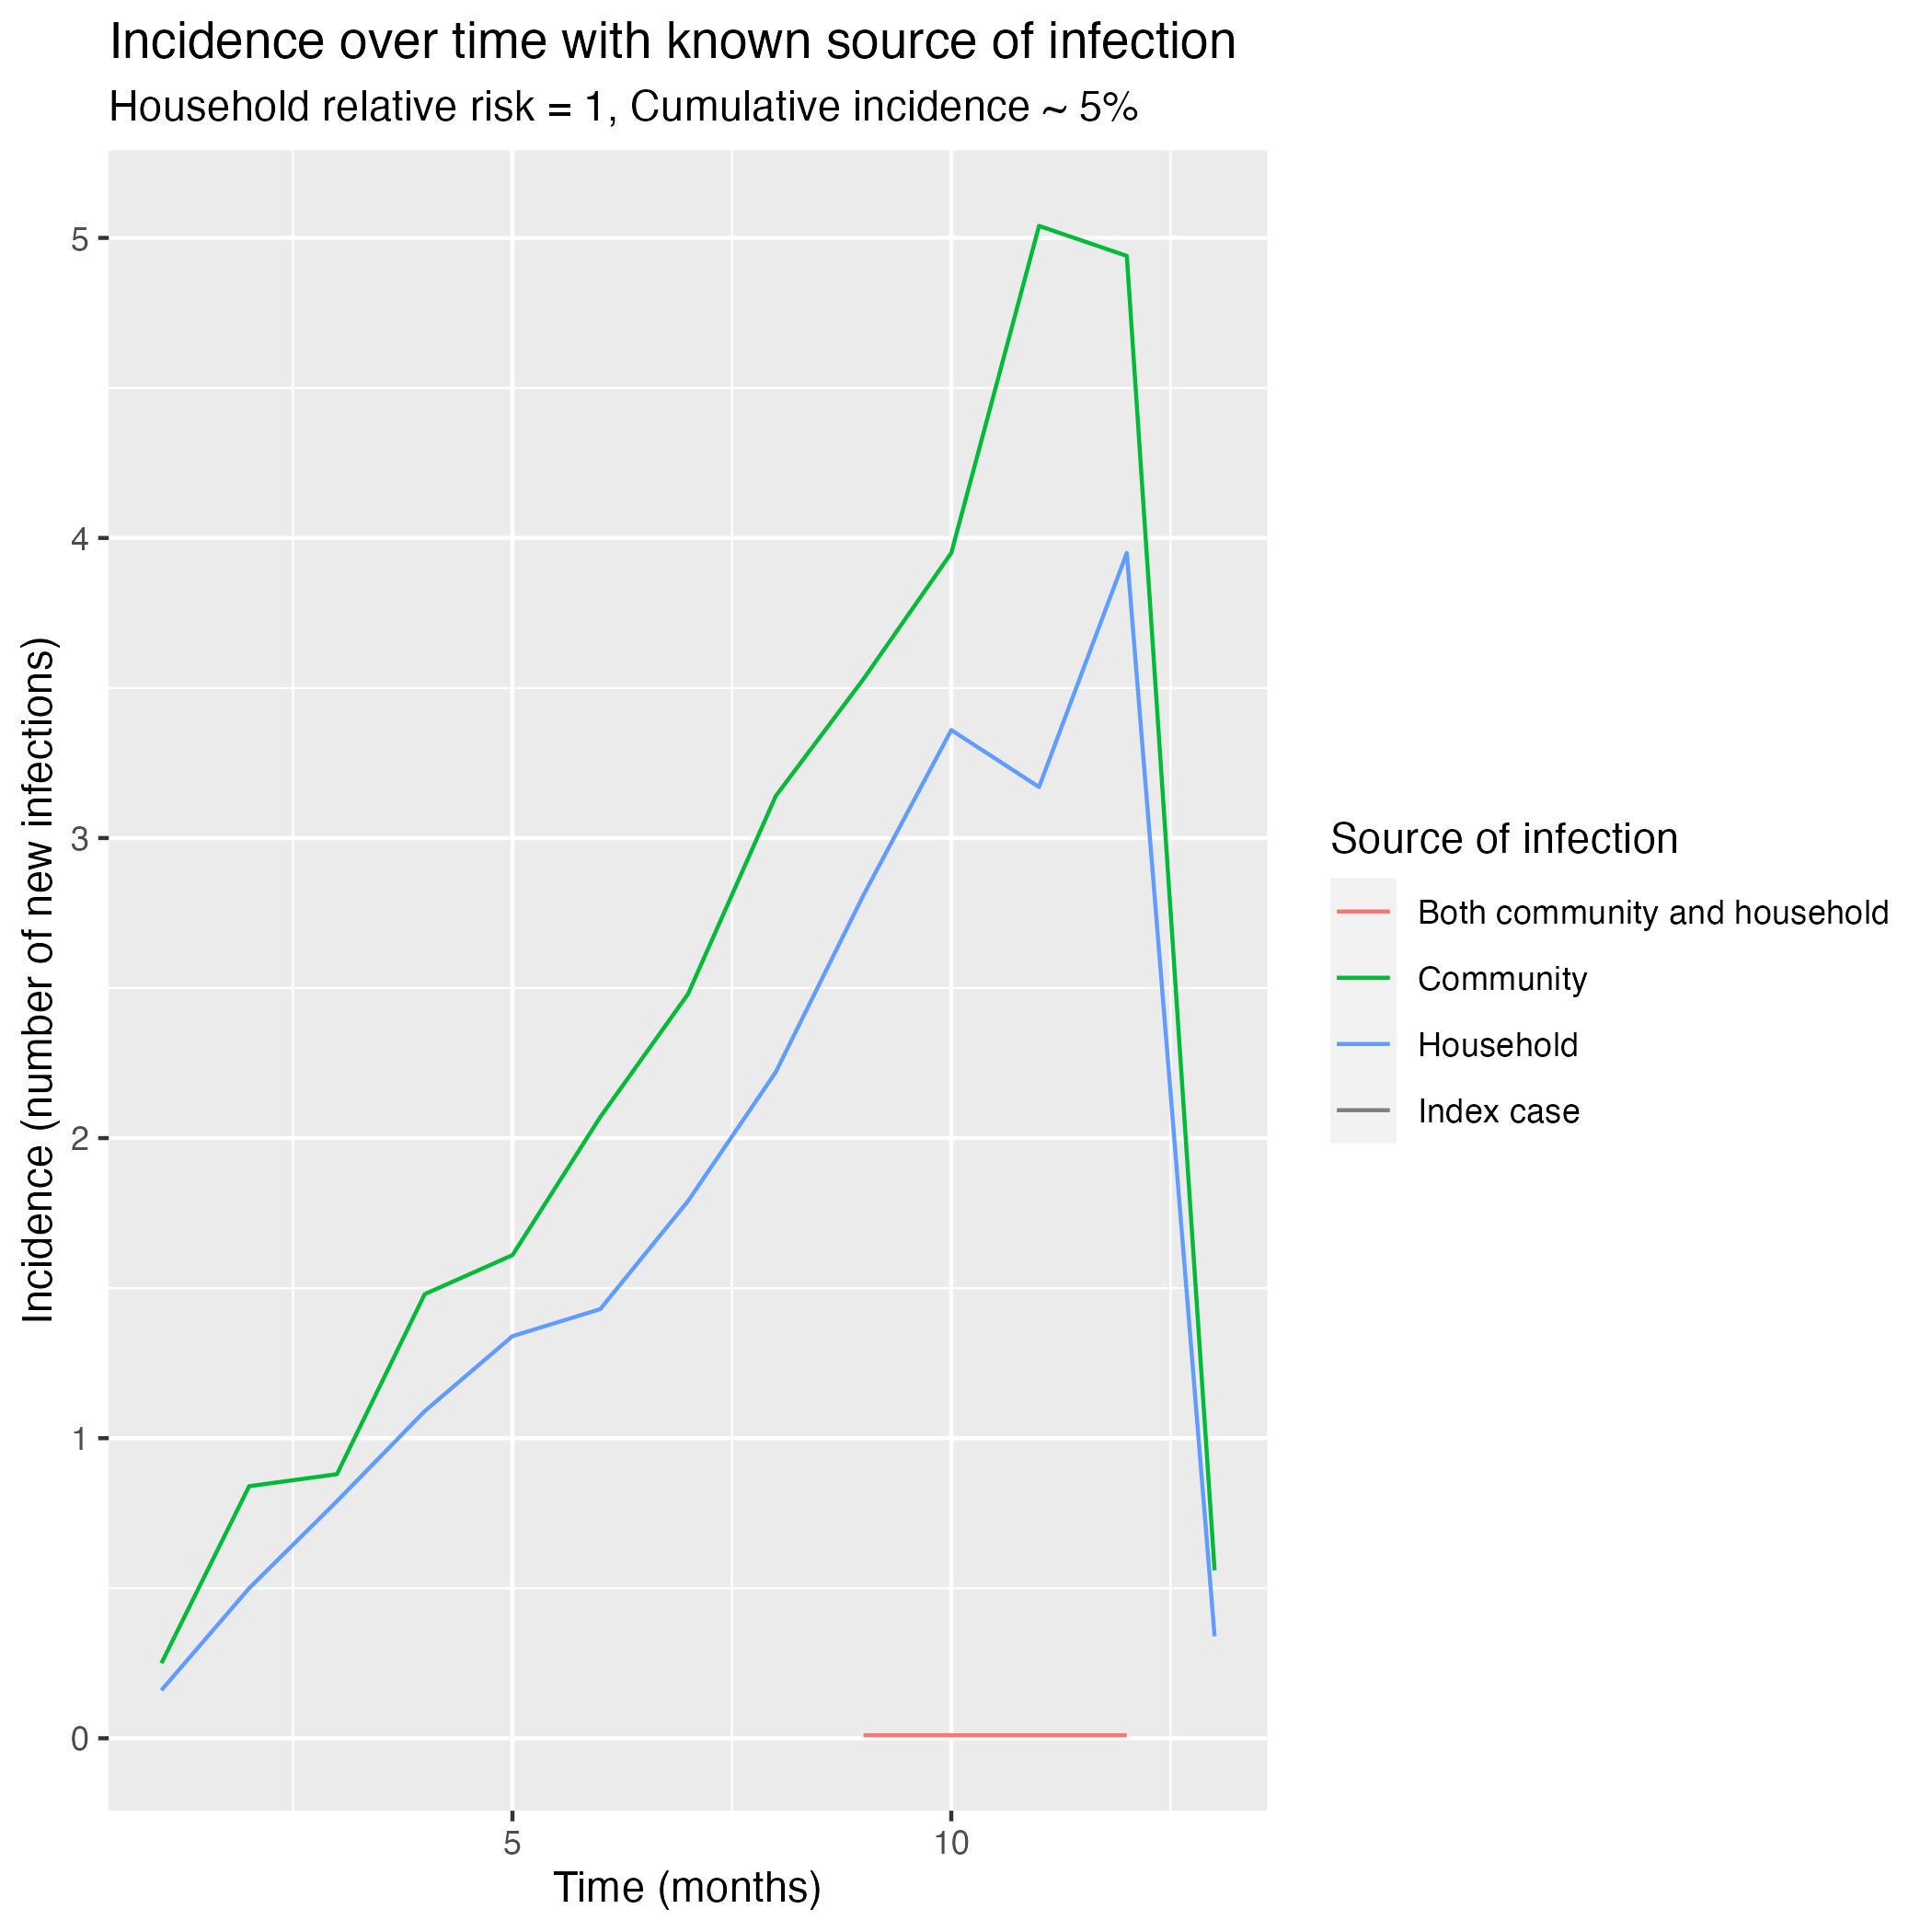 Incidence over time with known source of infection
Household relative risk = 1, Cumulative incidence ~ 5%
Incidence (number of new infections)
5
4
3
2
1
0
5
10
Time (months)
Source of infection
Both community and household
Community
Household
Index case